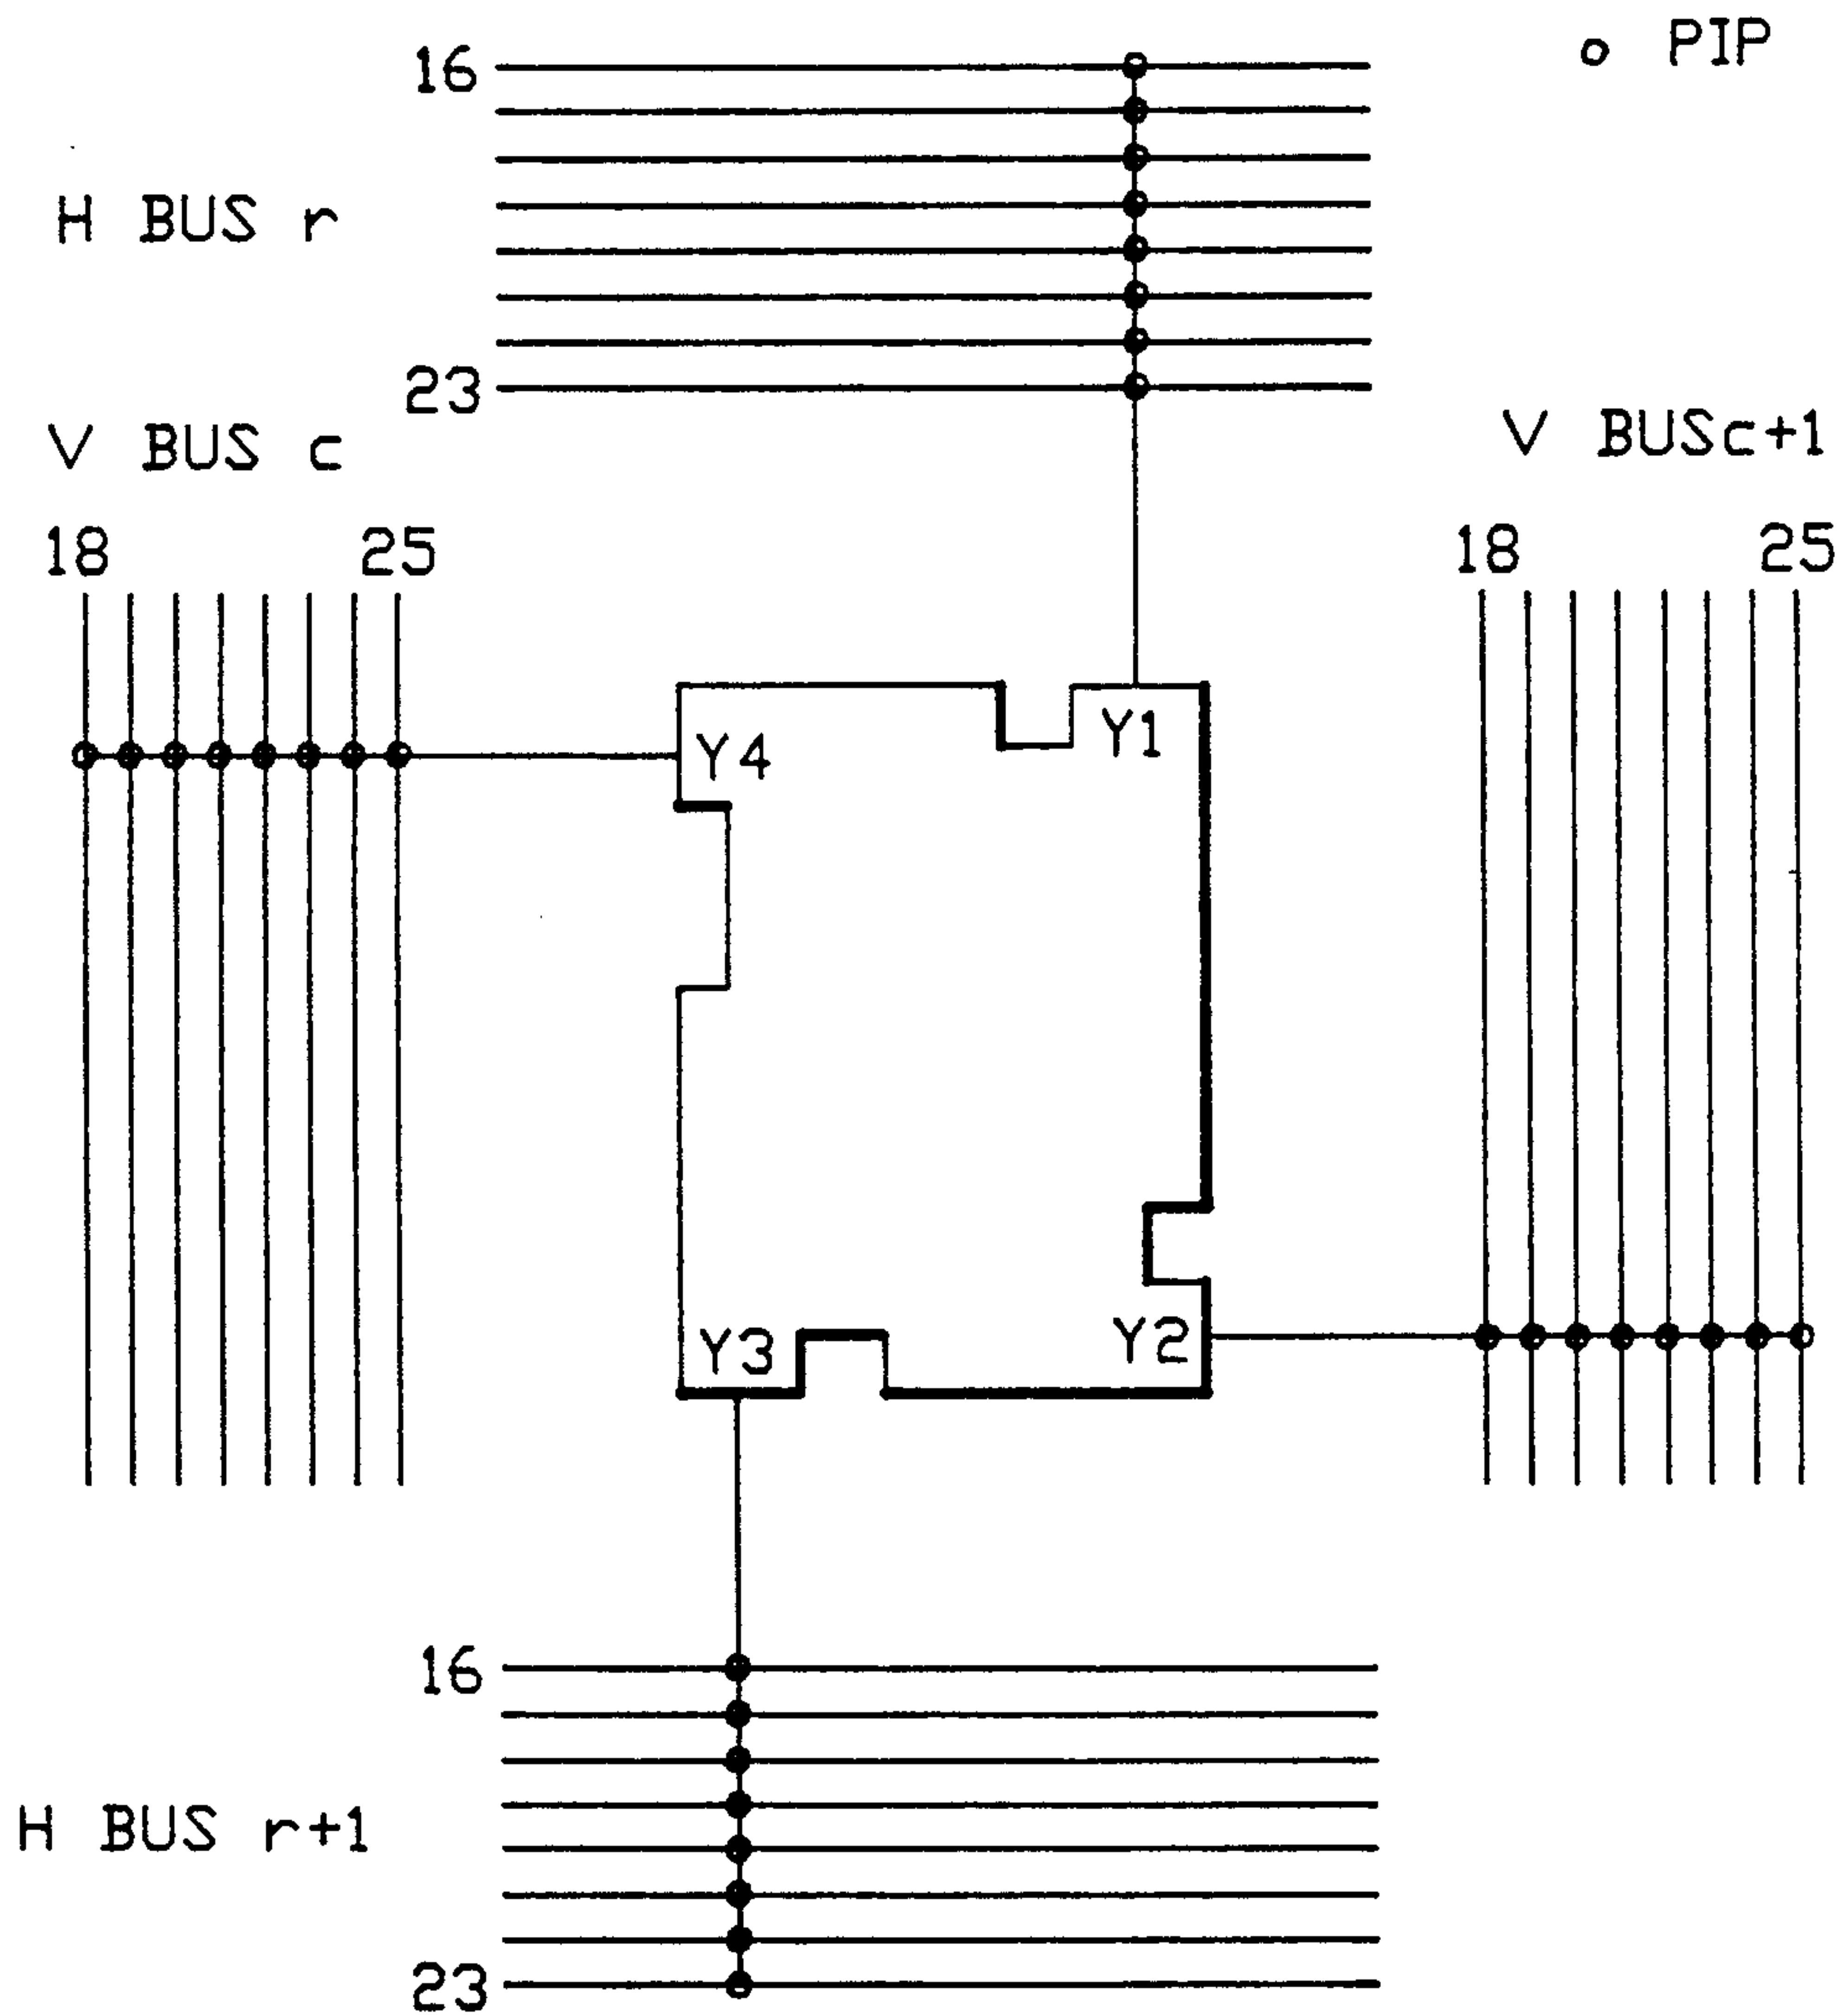 o PIP
16
H BUS r
23
V BUS c
V BUSc+1
18 25
18 25
Y1
Y4
Y3
Y2
16
H BUS r+1
23